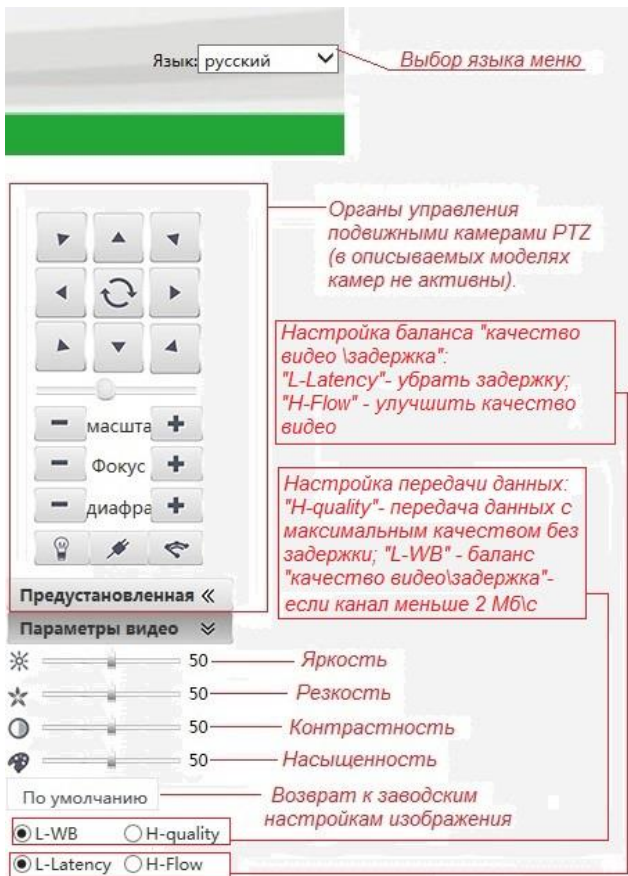 Язык: русский
Выбор языка меню
Органы управления
подвижными камерами PTZ
(в описываемых моделях
камер не активны).
Настройка баланса "качество
видео \задержка":
"L-Latency"- убрать задержку;
"H-Flow" - улучшить качество
видео
масшта
Фокус
диафра
Настройка передачи данных:
"H-quality"- передача данных с
максимальным качеством без
задержки; "L-WB" - баланс
"качество видео\задержка"-
если канал меньше 2 Мб\с
Предустановленная
Параметры видео
50 Яркость
50 Резкость
50 Контрастность
50 Насыщенность
По умолчанию
Возврат к заводским
настройкам изображения
L-WB H-quality
L-Latency H-Flow